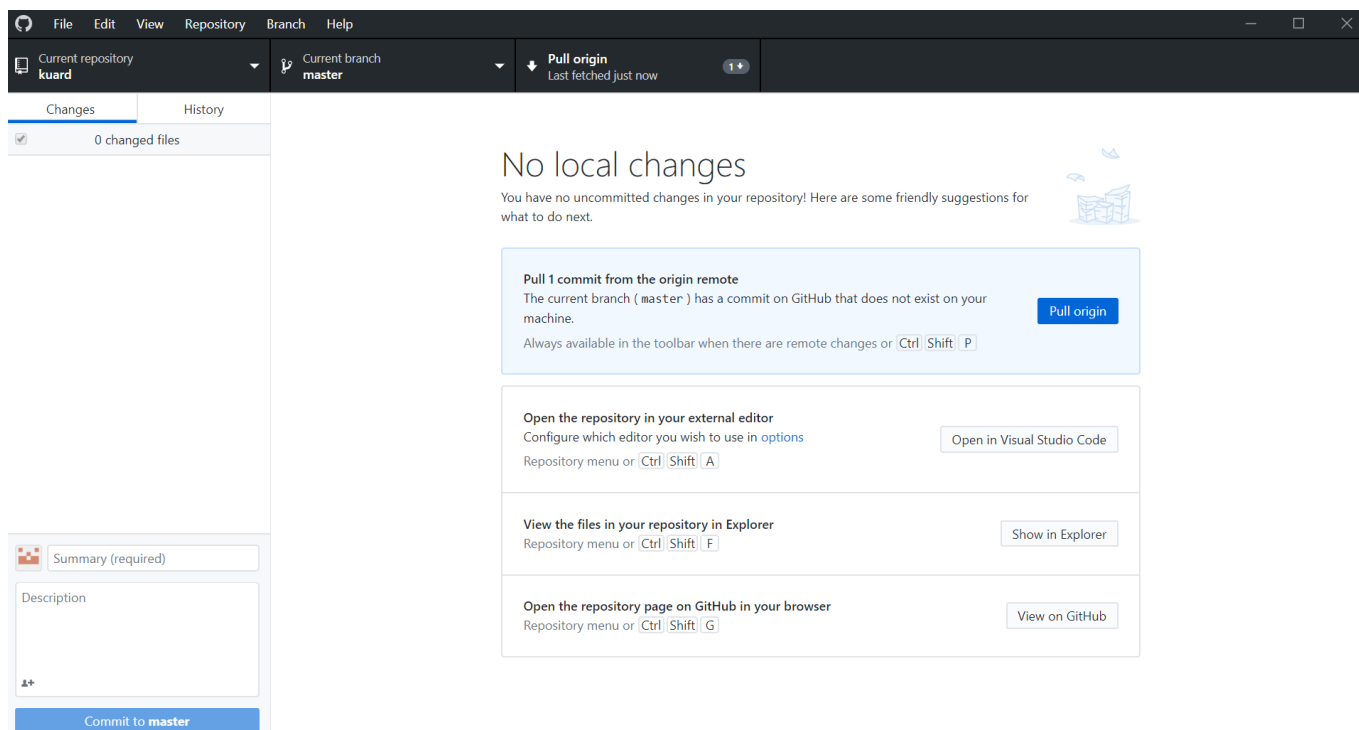 File Edit View Repository Branch Help
Current repository
kuard
Current branch
master
Pull origin
Last fetched just now
1
Changes History
0 changed files
No local changes
You have no uncommitted changes in your repository! Here are some friendly suggestions for
what to do next.
Pull 1 commit from the origin remote
The current branch ( master ) has a commit on GitHub that does not exist on your
machine.
Always available in the toolbar when there are remote changes or Ctrl Shift P
Pull origin
Open the repository in your external editor
Configure which editor you wish to use in options
Repository menu or Ctrl Shift A
Open in Visual Studio Code
View the files in your repository in Explorer
Repository menu or Ctrl Shift F
Show in Explorer
Open the repository page on GitHub in your browser
Repository menu or Ctrl Shift G
View on GitHub
Summary (required)
Description
Commit to master